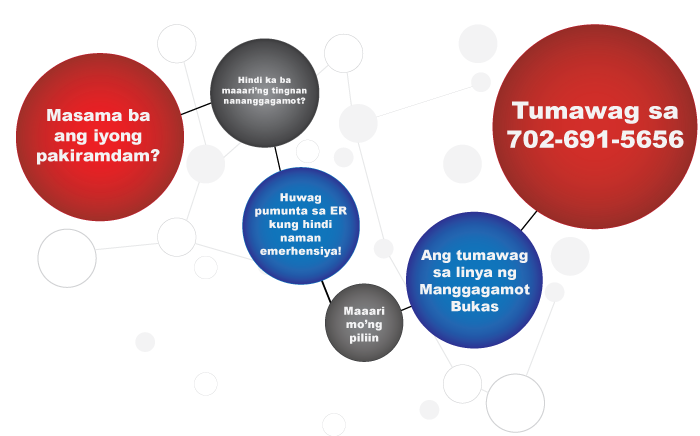 Masama ba
ang iyong
pakiramdam?
Hindi ka ba
maaari'ng tingnan
nananggagamot?
Huwag
pumunta sa ER
kung hindi
naman
emerhensiya!
Maaari
mo'ng
piliin
Ang tumawag
sa linya ng
Manggagamot
Bukas
Tumawag sa
702-691-5656